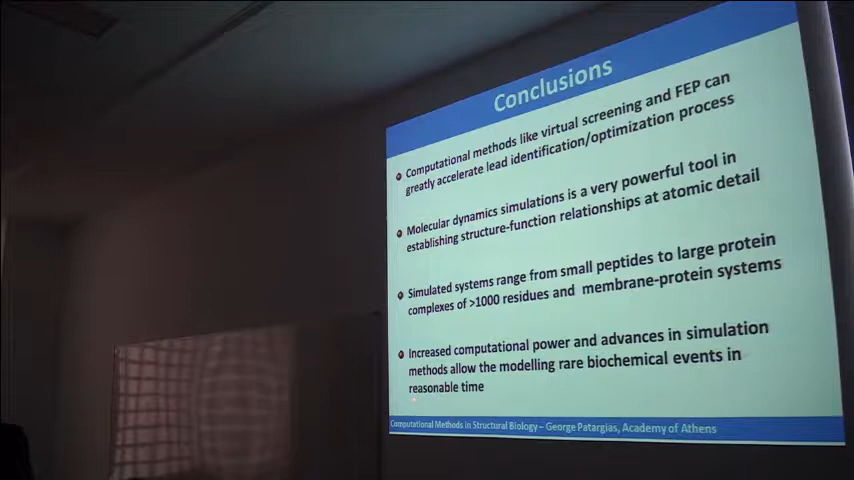 Conclusions
Computational methods like virtual screening and FEP can
greatly accelerate lead identification/optimization process
Molecular dynamics simulations is a very powerful tool in
establishing structure-function relationships at atomic detail
Simulated systems range from small peptides to large protein
complexes of >1000 residues and membrane-protein systems
Increased computational power and advances in simulation
methods allow the modelling rare biochemical events in
reasonable time
Computational Methods in Structural Biology – George Patargias, Academy of Athens